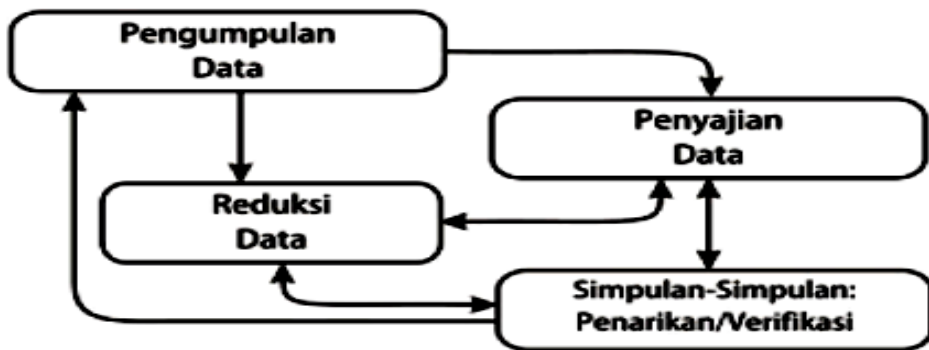 Pengumpulan
Data
Penyajian
Data
Reduksi
Data
Simpulan-Simpulan:
Penarikan/Verifikasi